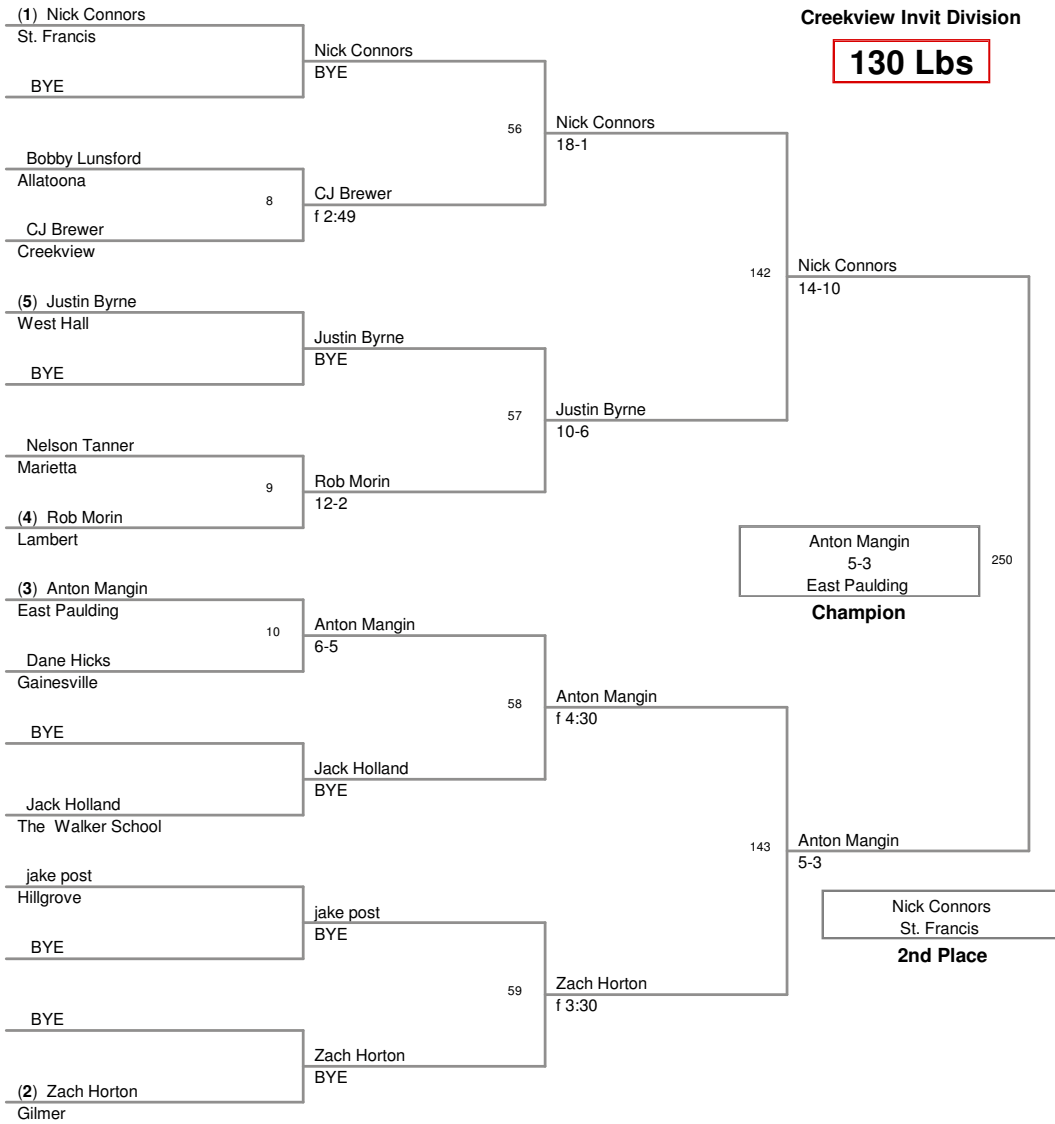 Creekview Invit Division
130 Lbs
(1) Nick Connors
St. Francis
BYE
Bobby Lunsford
Allatoona
8
CJ Brewer
Creekview
(5) Justin Byrne
West Hall
BYE
Nelson Tanner
Marietta
9
(4) Rob Morin
Lambert
(3) Anton Mangin
East Paulding
10
Dane Hicks
Gainesville
BYE
Jack Holland
The Walker School
jake post
Hillgrove
BYE
BYE
(2) Zach Horton
Gilmer
Nick Connors
BYE
56
CJ Brewer
f 2:49
Justin Byrne
BYE
57
Rob Morin
12-2
Anton Mangin
6-5
58
Jack Holland
BYE
jake post
BYE
59
Zach Horton
BYE
Nick Connors
18-1
142
Justin Byrne
10-6
Anton Mangin
f 4:30
143
Zach Horton
f 3:30
Nick Connors
14-10
Anton Mangin
5-3
East Paulding
250
Champion
Anton Mangin
5-3
Nick Connors
St. Francis
2nd Place